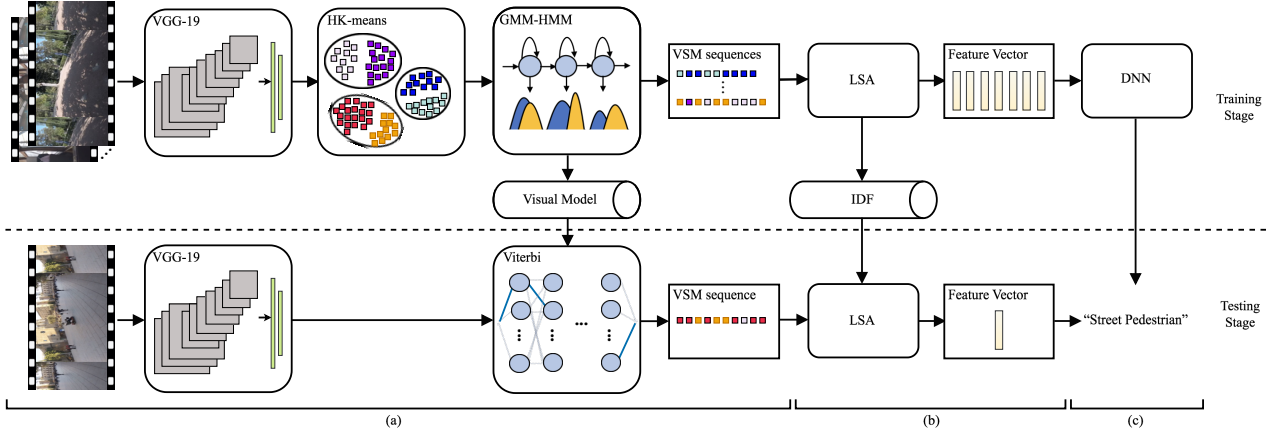 VGG-19
HK-means
GMM-HMM
VSM sequences
LSA
Feature Vector
DNN
Training
Stage
Visual Model
IDF
VGG-19
Viterbi
VSM sequence
LSA
Feature Vector
"Street Pedestrian"
Testing
Stage
(a)
(b)
(c)